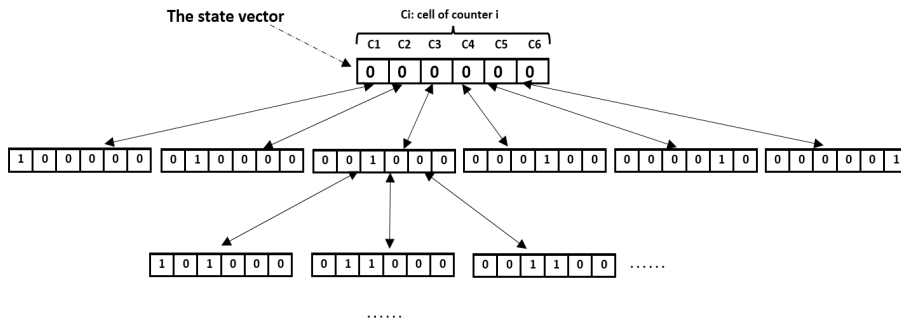 The state vector
Ci: cell of counter i
C1 C2 C3 C4 C5 C6
0 0 0 0 0 0
1 0 0 0 0 0
0 1 0 0 0 0
0 0 1 0 0 0
0 0 0 1 0 0
0 0 0 0 1 0
0 0 0 0 0 1
1 0 1 0 0 0
0 1 1 0 0 0
0 0 1 1 0 0
......
......